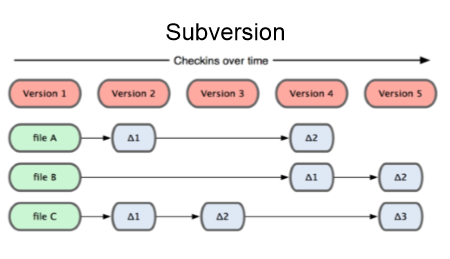 Subversion
Checkins over time
Version 1 Version 2 Version 3 Version 4 Version 5
file A Δ1 Δ2
file B Δ1 Δ2
file C Δ1 Δ2 Δ3